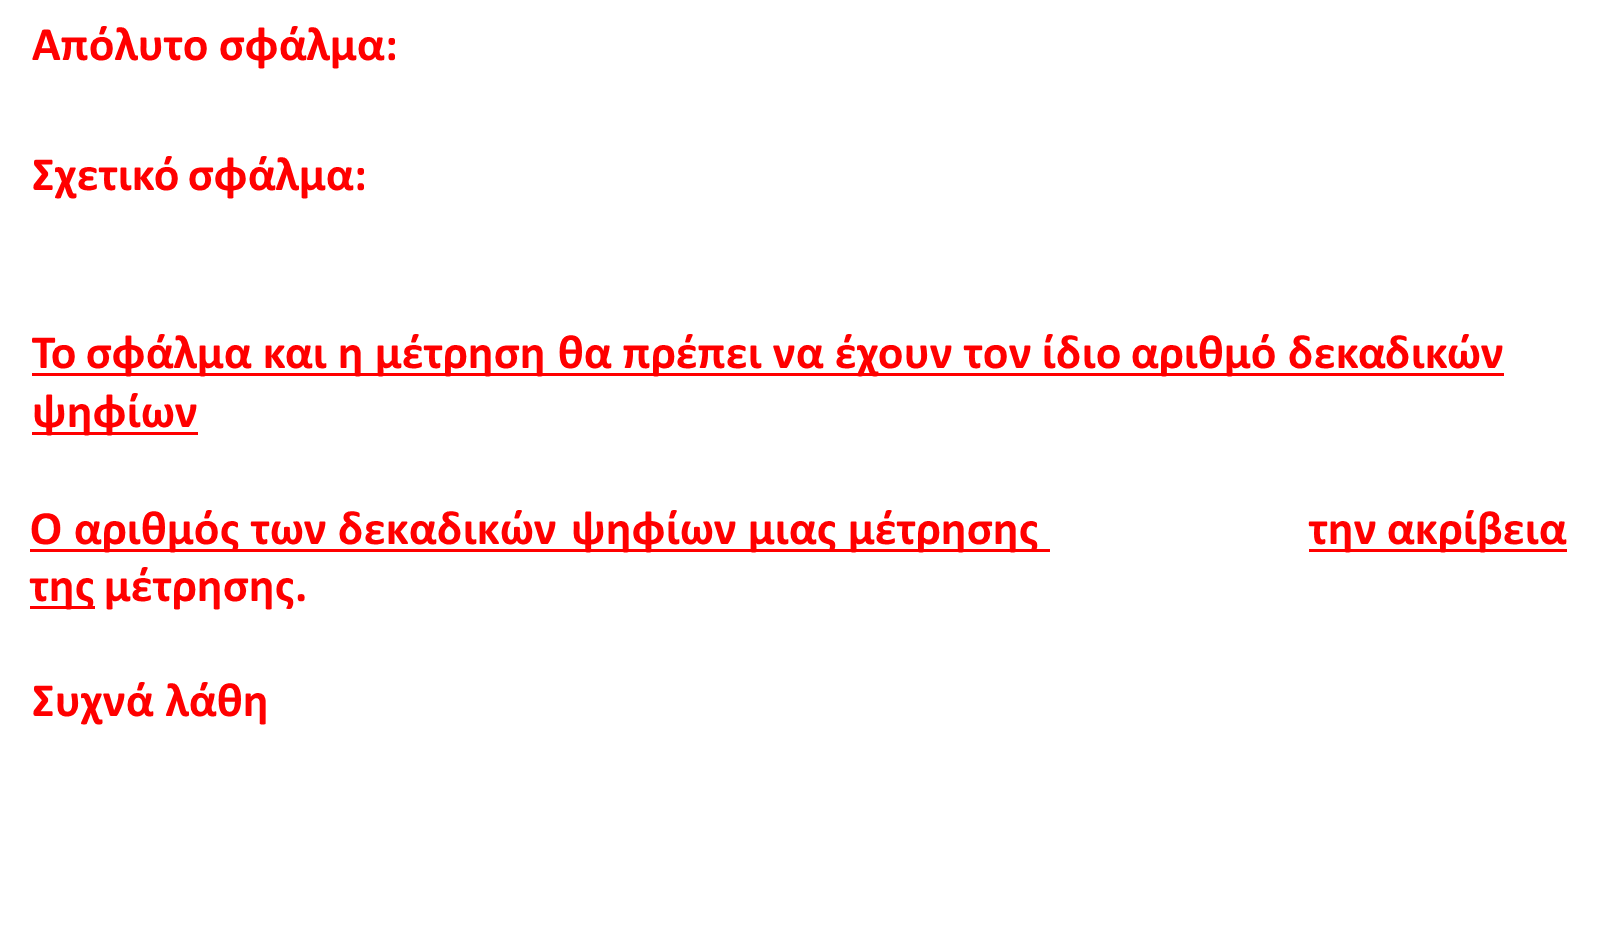 Απόλυτο σφάλμα:
Σχετικό σφάλμα:
Το σφάλμα και η μέτρηση θα πρέπει να έχουν τον ίδιο αριθμό δεκαδικών
ψηφίων
Ο αριθμός των δεκαδικών ψηφίων μιας μέτρησης την ακρίβεια
της μέτρησης.
Συχνά λάθη